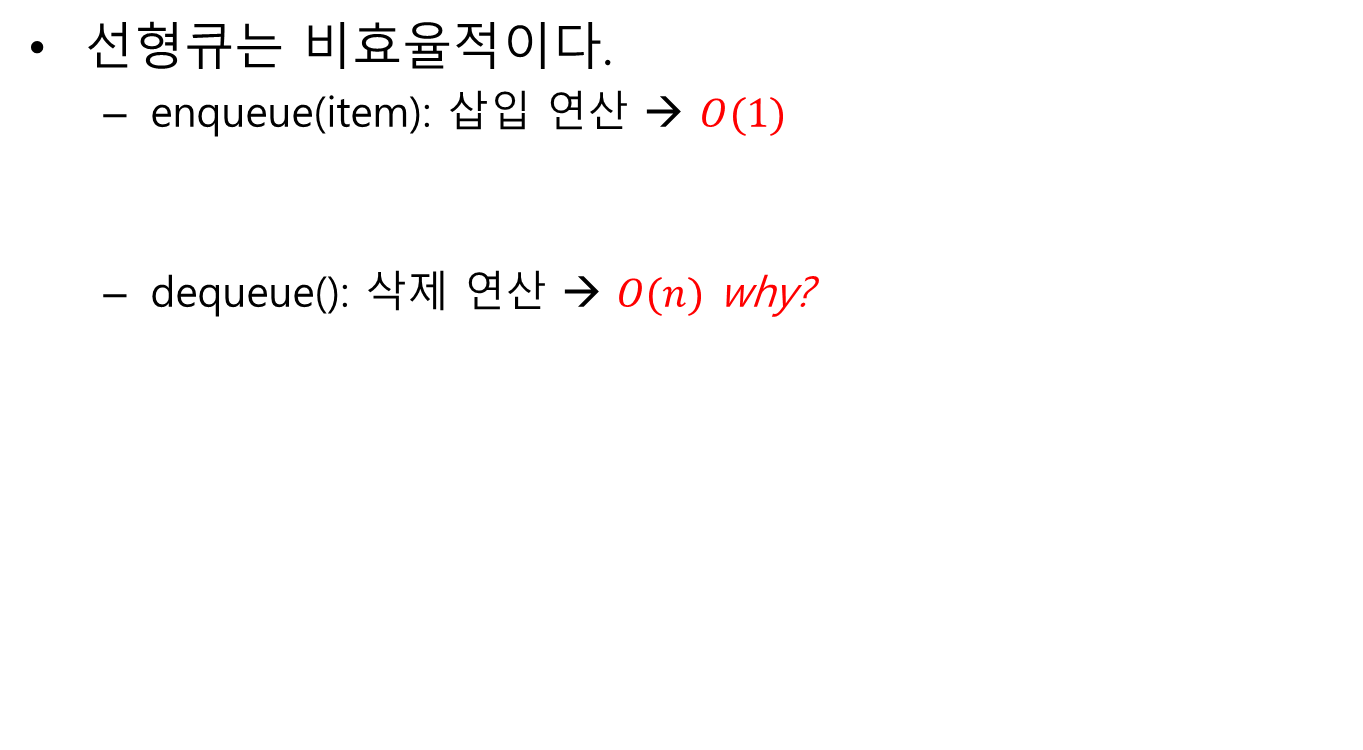 • 선형큐는 비효율적이다.
– enqueue(item): 삽입 연산 → O(1)
– dequeue(): 삭제 연산 → O(n) why?